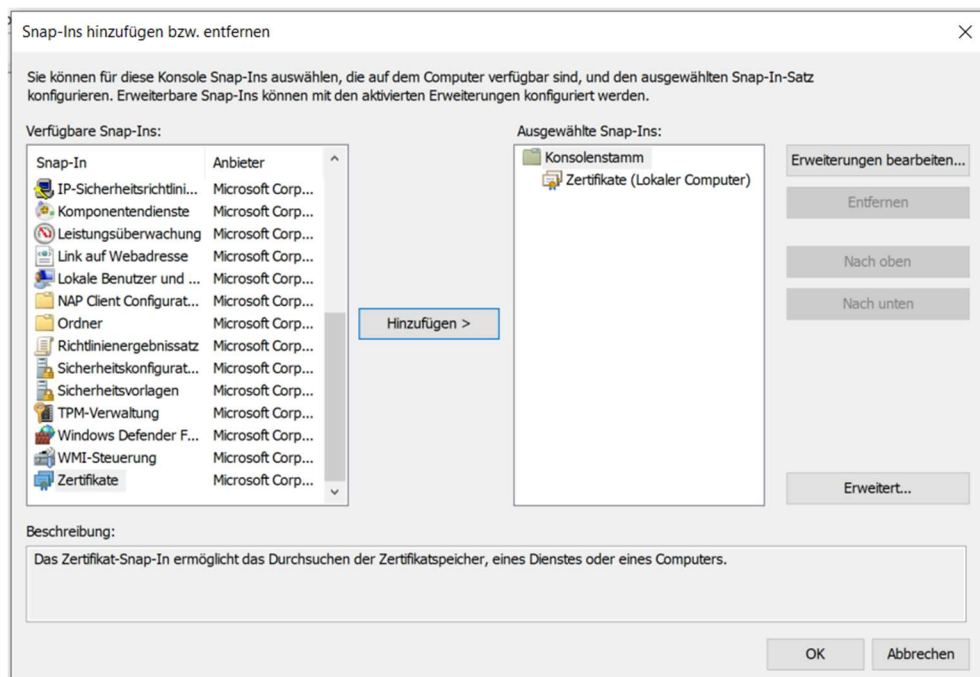 Snap-Ins hinzufügen bzw. entfernen
Sie können für diese Konsole Snap-Ins auswählen, die auf dem Computer verfügbar sind, und den ausgewählten Snap-In-Satz
konfigurieren. Erweiterbare Snap-Ins können mit den aktivierten Erweiterungen konfiguriert werden.
Verfügbare Snap-Ins:
Snap-In Anbieter
IP-Sicherheitsrichtlini... Microsoft Corp...
Komponentendienste Microsoft Corp...
Leistungsüberwachung Microsoft Corp...
Link auf Webadresse Microsoft Corp...
Lokale Benutzer und ... Microsoft Corp...
NAP Client Configurat... Microsoft Corp...
Ordner Microsoft Corp...
Richtlinienergebnissatz Microsoft Corp...
Sicherheitskonfigurat... Microsoft Corp...
Sicherheitsvorlagen Microsoft Corp...
TPM-Verwaltung Microsoft Corp...
Windows Defender F... Microsoft Corp...
WMI-Steuerung Microsoft Corp...
Zertifikate Microsoft Corp...
Hinzufügen >
Ausgewählte Snap-Ins:
Konsolenstamm
Zertifikate (Lokaler Computer)
Erweiterungen bearbeiten...
Entfernen
Nach oben
Nach unten
Erweitert...
Beschreibung:
Das Zertifikat-Snap-In ermöglicht das Durchsuchen der Zertifikatspeicher, eines Dienstes oder eines Computers.
OK
Abbrechen